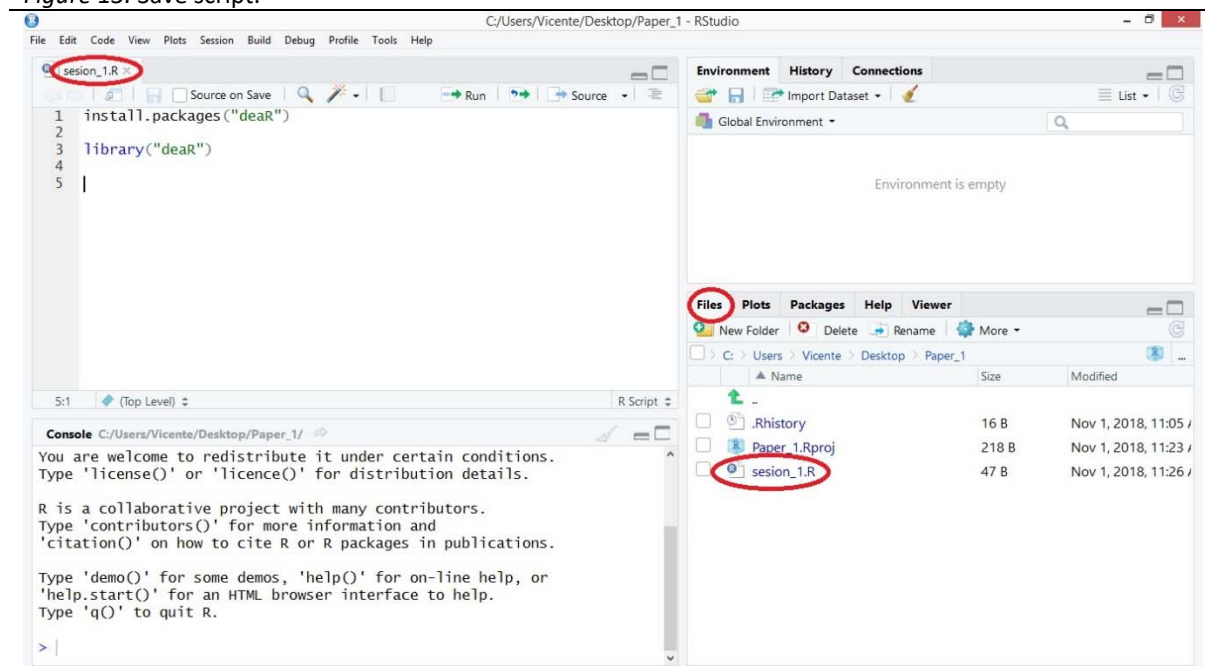 Figure 13. Save script.
C:/Users/Vicente/Desktop/Paper_1 - RStudio
File Edit Code View Plots Session Build Debug Profile Tools Help
sesion_1.R
Source on Save Run Source
1 install.packages("deaR")
2
3 library("deaR")
4
5
5:1 (Top Level) R Script
Console C:/Users/Vicente/Desktop/Paper_1/
You are welcome to redistribute it under certain conditions.
Type 'license()' or 'licence()' for distribution details.
R is a collaborative project with many contributors.
Type 'contributors()' for more information and
'citation()' on how to cite R or R packages in publications.
Type 'demo()' for some demos, 'help()' for on-line help, or
'help.start()' for an HTML browser interface to help.
Type 'q()' to quit R.
>
Environment History Connections
Import Dataset List
Global Environment
Environment is empty
Files Plots Packages Help Viewer
New Folder Delete Rename More
C: > Users > Vicente > Desktop > Paper_1 ...
Name Size Modified
..
.Rhistory 16 B Nov 1, 2018, 11:05
Paper_1.Rproj 218 B Nov 1, 2018, 11:23
sesion_1.R 47 B Nov 1, 2018, 11:26